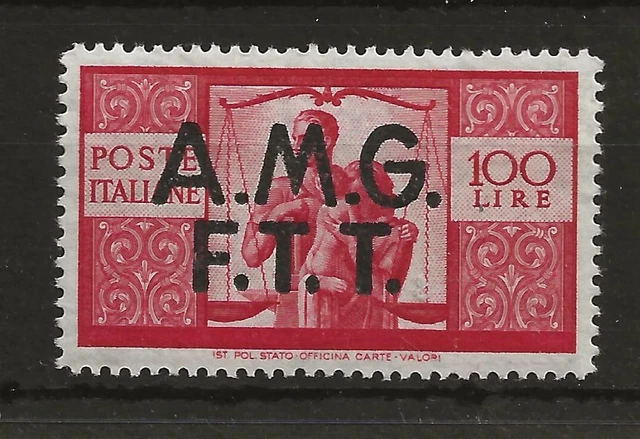 POSTE
ITALIANE
A.M.G.
F.T.T.
100
LIRE
IST. POL. STATO-OFFICINA CARTE-VALORI